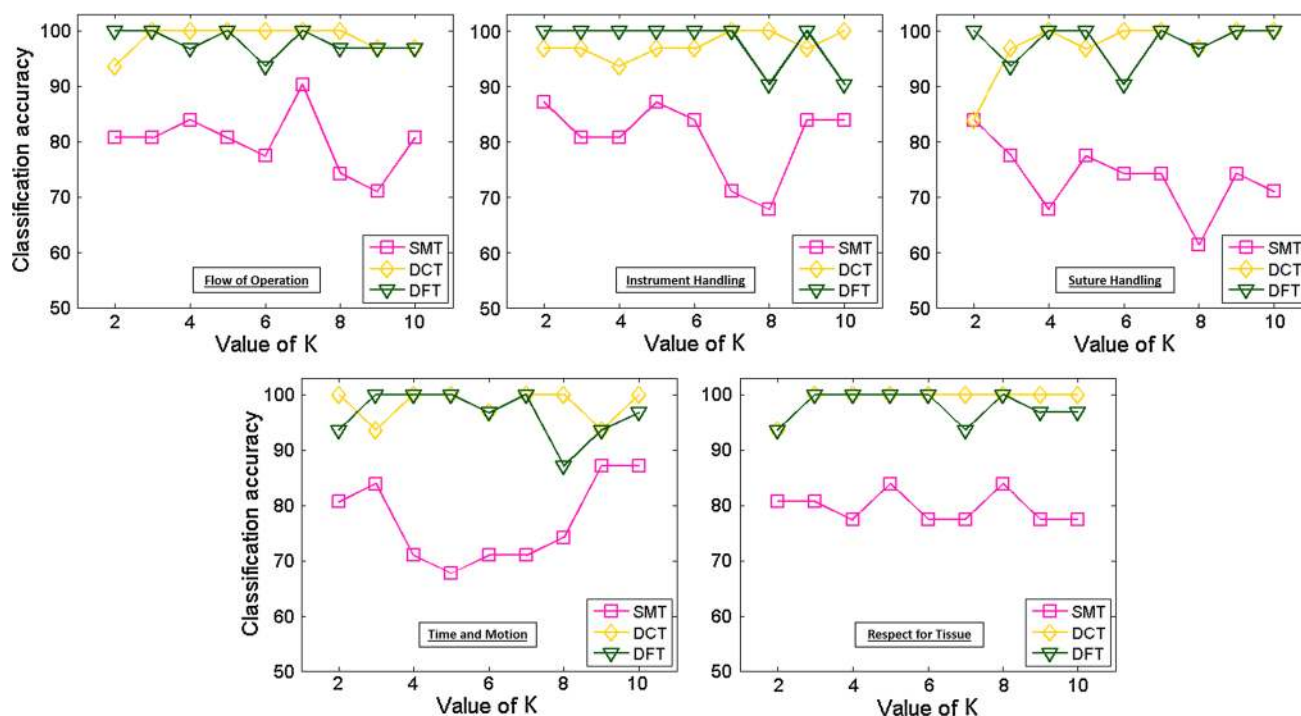 Classification accuracy
100
90
80
70
60
50
Flow of Operation
SMT
DCT
DFT
2 4 6 8 10
Value of K
100
90
80
70
60
50
Instrument Handling
SMT
DCT
DFT
2 4 6 8 10
Value of K
100
90
80
70
60
50
Suture Handling
SMT
DCT
DFT
2 4 6 8 10
Value of K
Classification accuracy
100
90
80
70
60
50
Time and Motion
SMT
DCT
DFT
2 4 6 8 10
Value of K
100
90
80
70
60
50
Respect for Tissue
SMT
DCT
DFT
2 4 6 8 10
Value of K